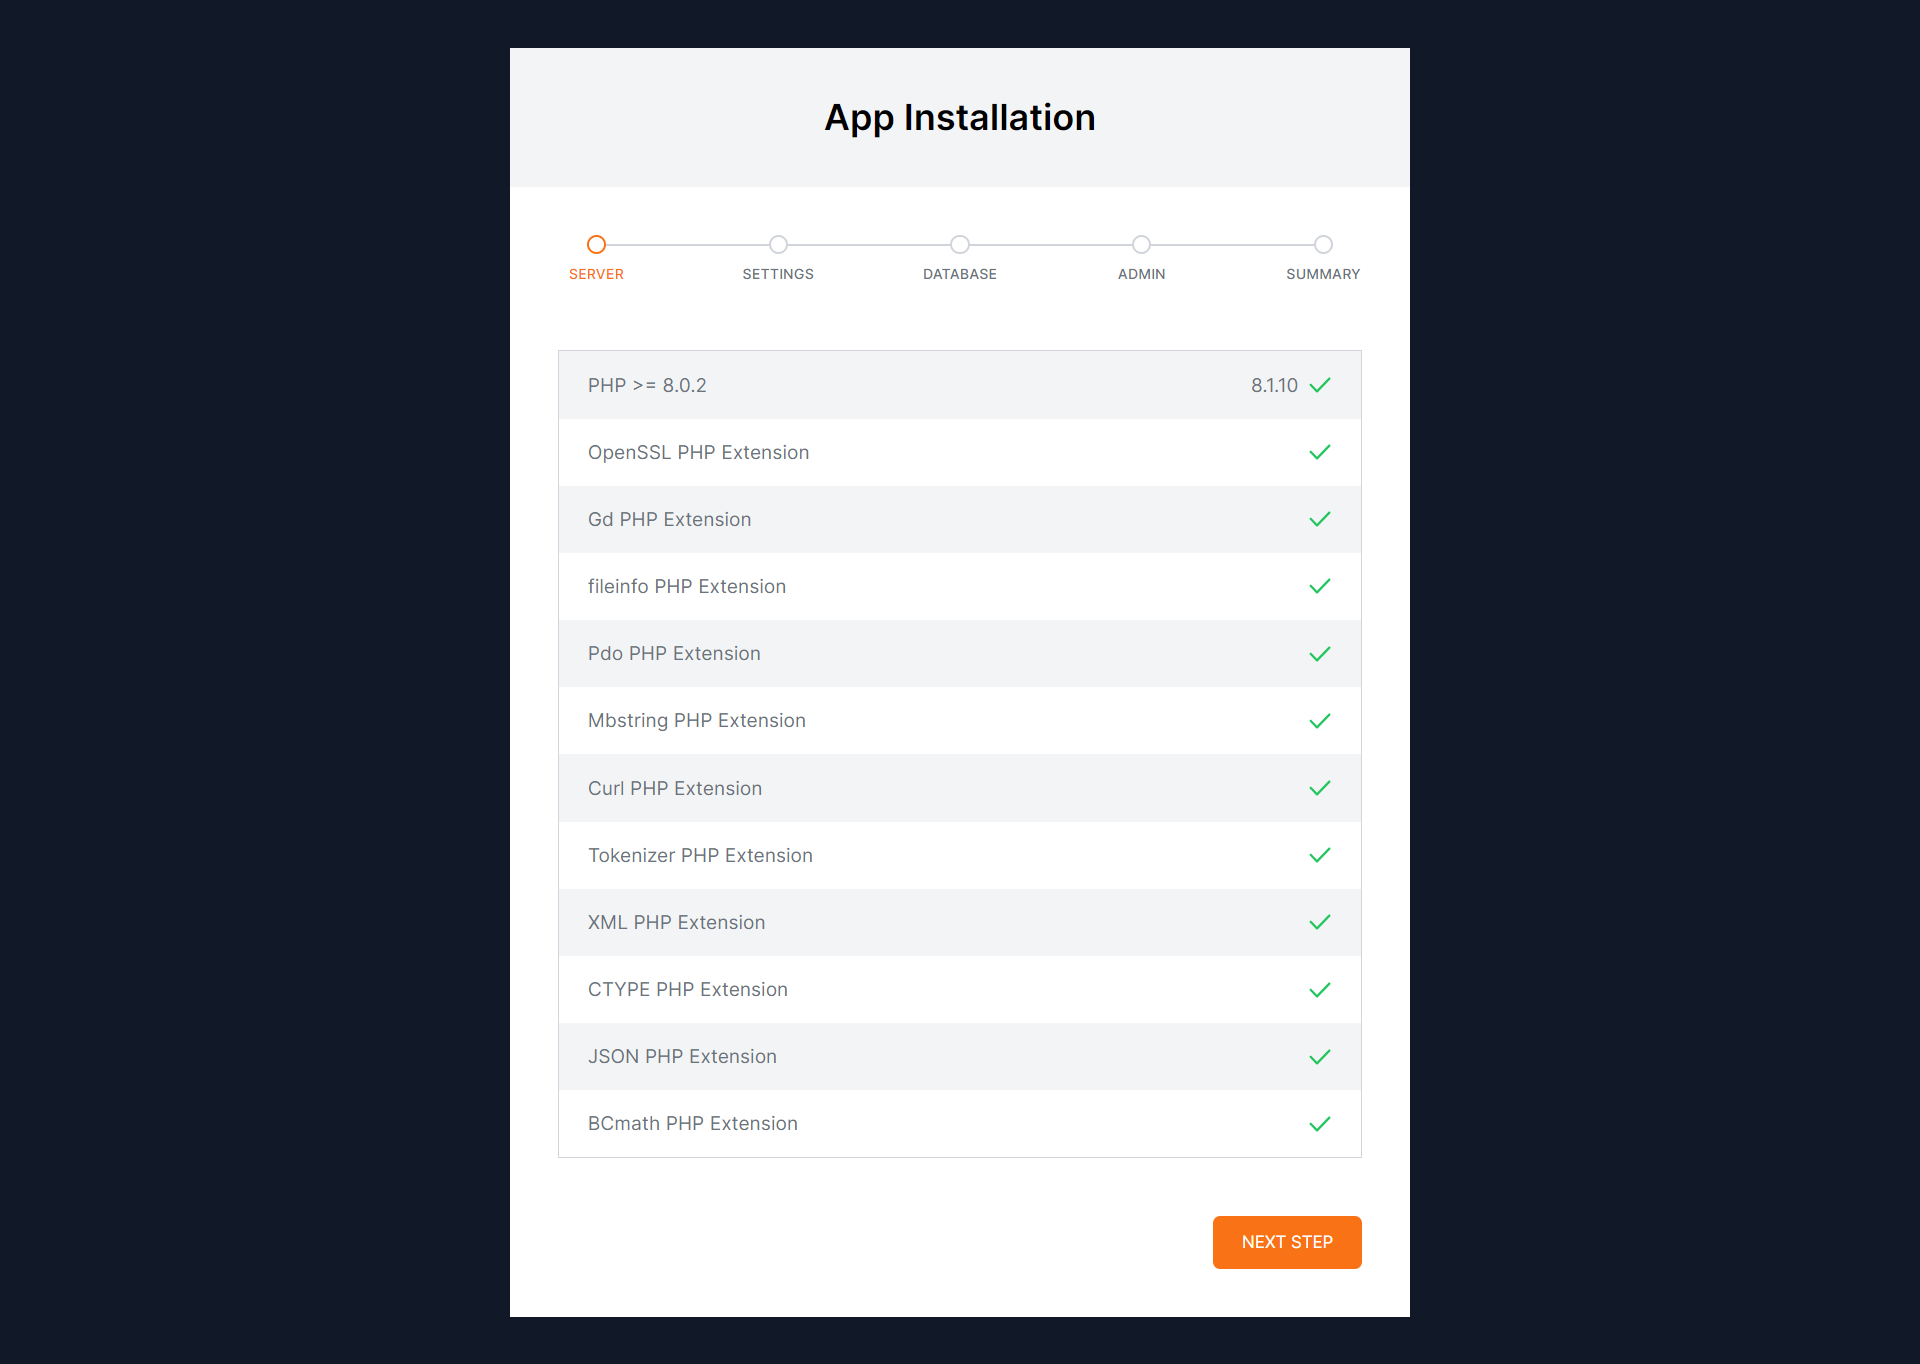 App Installation
SERVER SETTINGS DATABASE ADMIN SUMMARY
PHP >= 8.0.2 8.1.10
OpenSSL PHP Extension
Gd PHP Extension
fileinfo PHP Extension
Pdo PHP Extension
Mbstring PHP Extension
Curl PHP Extension
Tokenizer PHP Extension
XML PHP Extension
CTYPE PHP Extension
JSON PHP Extension
BCmath PHP Extension
NEXT STEP